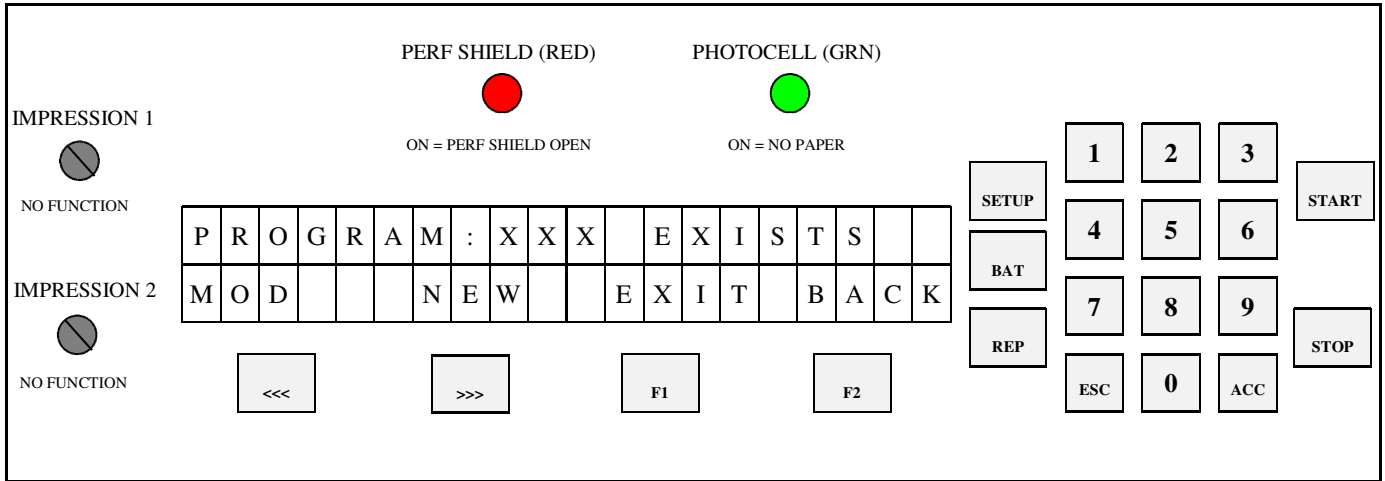 PERF SHIELD (RED)
PHOTOCELL (GRN)
ON = PERF SHIELD OPEN
ON = NO PAPER
IMPRESSION 1
NO FUNCTION
IMPRESSION 2
NO FUNCTION
PROGRAM:XXX EXISTS
MOD NEW EXIT BACK
<<<
>>>
F1
F2
SETUP
BAT
REP
1 2 3
4 5 6
7 8 9
ESC 0 ACC
START
STOP